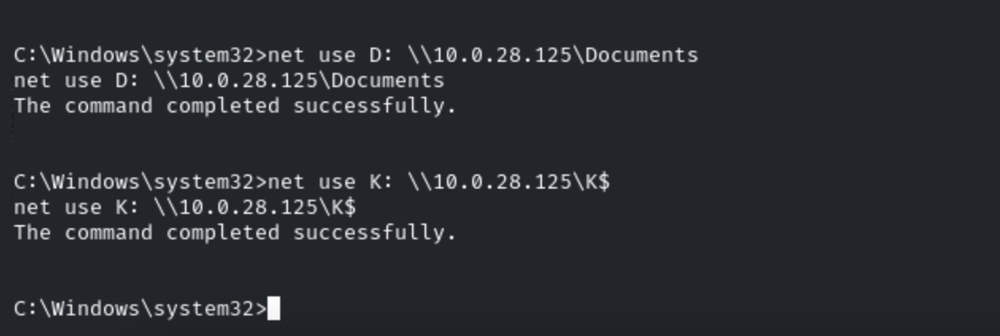 C:\Windows\system32>net use D: \\10.0.28.125\Documents
net use D: \\10.0.28.125\Documents
The command completed successfully.
C:\Windows\system32>net use K: \\10.0.28.125\K$
net use K: \\10.0.28.125\K$
The command completed successfully.
C:\Windows\system32>